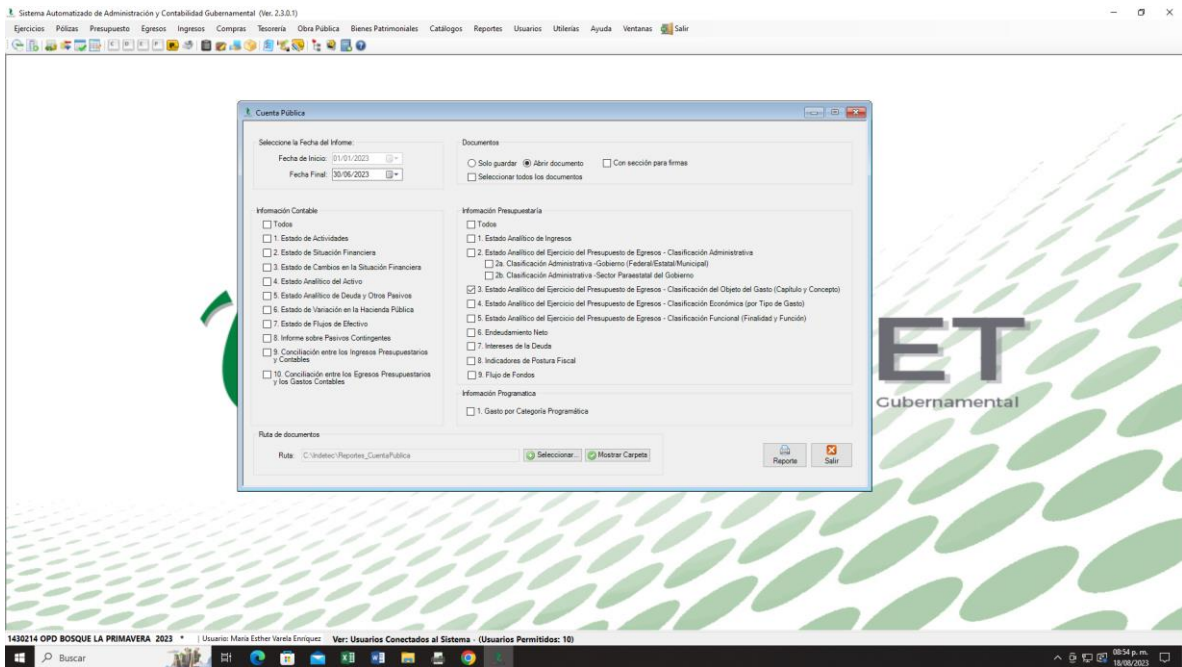 Sistema Automatizado de Administración y Contabilidad Gubernamental (Ver. 2.3.0.1)
Ejercicios Pólizas Presupuesto Egresos Ingresos Compras Tesorería Obra Pública Bienes Patrimoniales Catálogos Reportes Usuarios Utilerías Ayuda Ventanas Salir
Cuenta Pública
Seleccione la Fecha del Informe:
Fecha de Inicio: 01/01/2023
Fecha Final: 30/06/2023
Documentos
Solo guardar Abrir documento Con sección para firmas
Seleccionar todos los documentos
Información Contable
Todos
1. Estado de Actividades
2. Estado de Situación Financiera
3. Estado de Cambios en la Situación Financiera
4. Estado Analítico del Activo
5. Estado Analítico de Deuda y Otros Pasivos
6. Estado de Variación en la Hacienda Pública
7. Estado de Flujos de Efectivo
8. Informe sobre Pasivos Contingentes
9. Conciliación entre los Ingresos Presupuestarios
y Contables
10. Conciliación entre los Egresos Presupuestarios
y los Gastos Contables
Información Presupuestaría
Todos
1. Estado Analítico de Ingresos
2. Estado Analítico del Ejercicio del Presupuesto de Egresos - Clasificación Administrativa
2a. Clasificación Administrativa -Gobierno (Federal/Estatal/Municipal)
2b. Clasificación Administrativa -Sector Paraestatal del Gobierno
3. Estado Analítico del Ejercicio del Presupuesto de Egresos - Clasificación del Objeto del Gasto (Capítulo y Concepto)
4. Estado Analítico del Ejercicio del Presupuesto de Egresos - Clasificación Económica (por Tipo de Gasto)
5. Estado Analítico del Ejercicio del Presupuesto de Egresos - Clasificación Funcional (Finalidad y Función)
6. Endeudamiento Neto
7. Intereses de la Deuda
8. Indicadores de Postura Fiscal
9. Flujo de Fondos
Información Programatica
1. Gasto por Categoría Programática
Ruta de documentos
Ruta: C:\Indetec\Reportes_CuentaPublica Seleccionar... Mostrar Carpeta
Reporte Salir
ET
Gubernamental
1430214 OPD BOSQUE LA PRIMAVERA 2023 * | Usuario: María Esther Varela Enríquez Ver: Usuarios Conectados al Sistema - (Usuarios Permitidos: 10)
Buscar
08:54 p. m.
18/08/2023